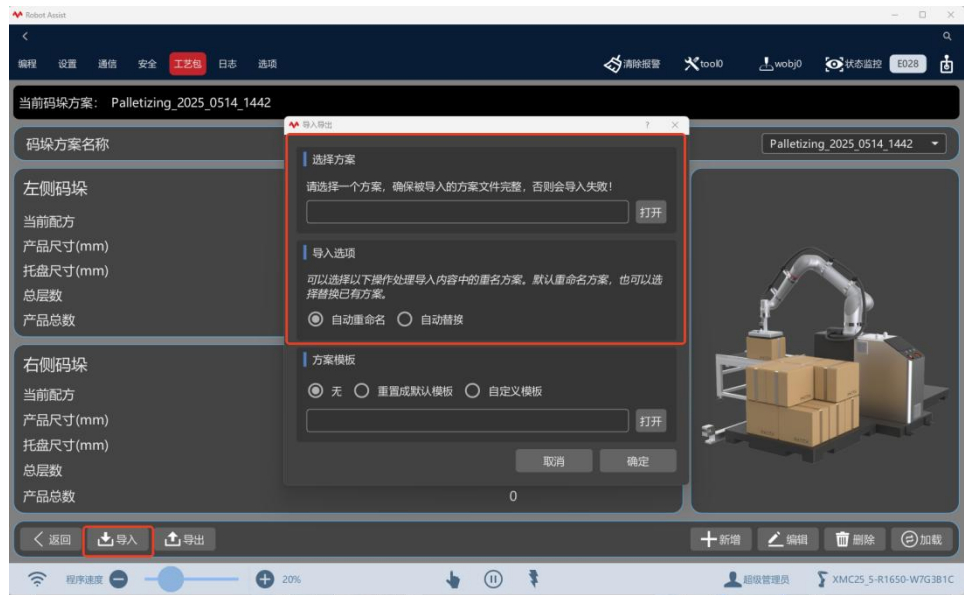 Robot Assist
编程 设置 通信 安全 工艺包 日志 选项 清除报警 tool0 wobj0 状态监控 E028
当前码垛方案： Palletizing_2025_0514_1442
导入导出
码垛方案名称 Palletizing_2025_0514_1442
选择方案
请选择一个方案，确保被导入的方案文件完整，否则会导入失败！
打开
左侧码垛
当前配方
产品尺寸(mm)
托盘尺寸(mm)
总层数
产品总数
导入选项
可以选择以下操作处理导入内容中的重名方案。默认重命名方案，也可以选
择替换已有方案。
自动重命名 自动替换
右侧码垛
当前配方
产品尺寸(mm)
托盘尺寸(mm)
总层数
产品总数
方案模板
无 重置成默认模板 自定义模板
打开
取消 确定
0
返回 导入 导出 新增 编辑 删除 加载
程序速度 20% 超级管理员 XMC25_5-R1650-W7G3B1C